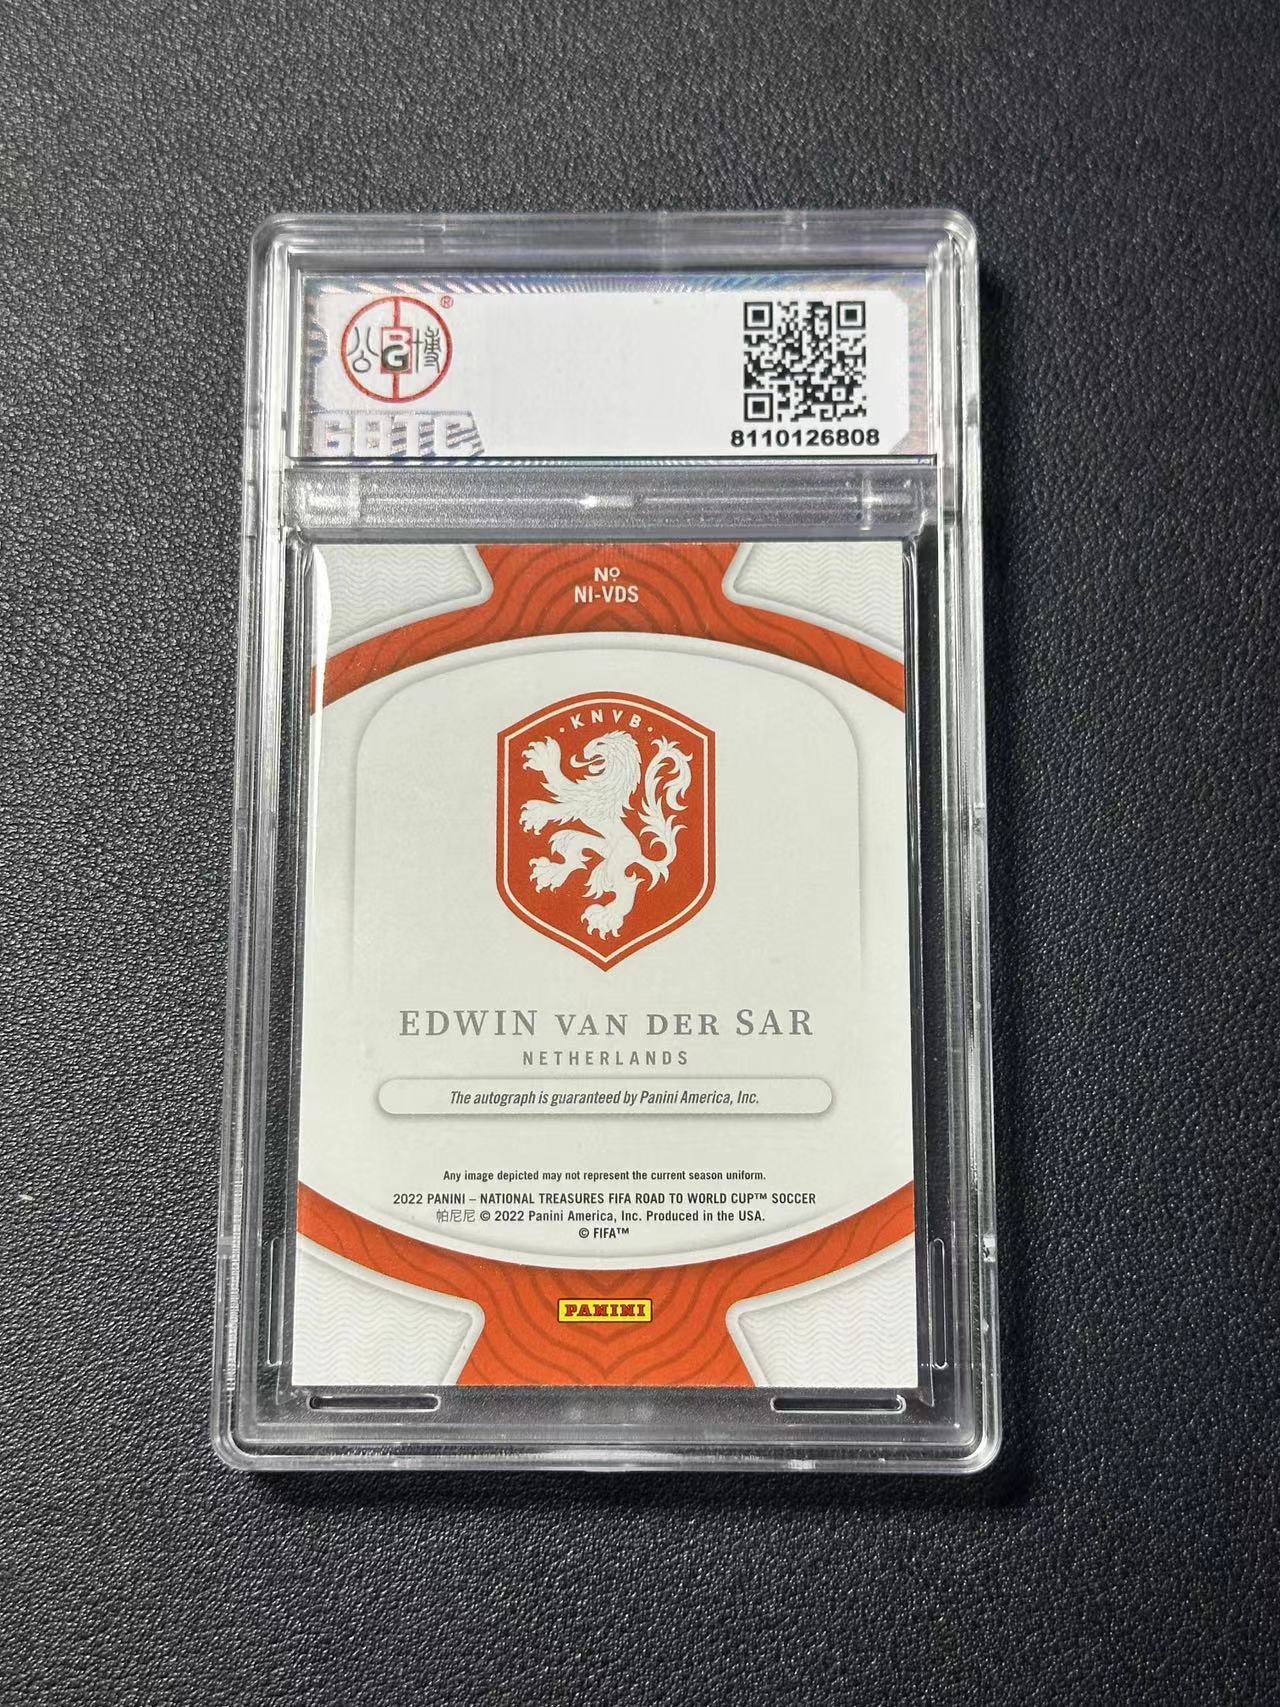 公 BG 博 ®
GBTC
8110126808
Nº
NI-VDS
· KNVB ·
EDWIN VAN DER SAR
NETHERLANDS
The autograph is guaranteed by Panini America, Inc.
Any image depicted may not represent the current season uniform.
2022 PANINI – NATIONAL TREASURES FIFA ROAD TO WORLD CUP™ SOCCER
帕尼尼 © 2022 Panini America, Inc. Produced in the USA.
© FIFA™
PANINI